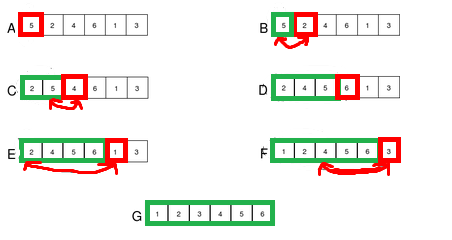 A 5 2 4 6 1 3
B 5 2 4 6 1 3
C 2 5 4 6 1 3
D 2 4 5 6 1 3
E 2 4 5 6 1 3
F 1 2 4 5 6 3
G 1 2 3 4 5 6